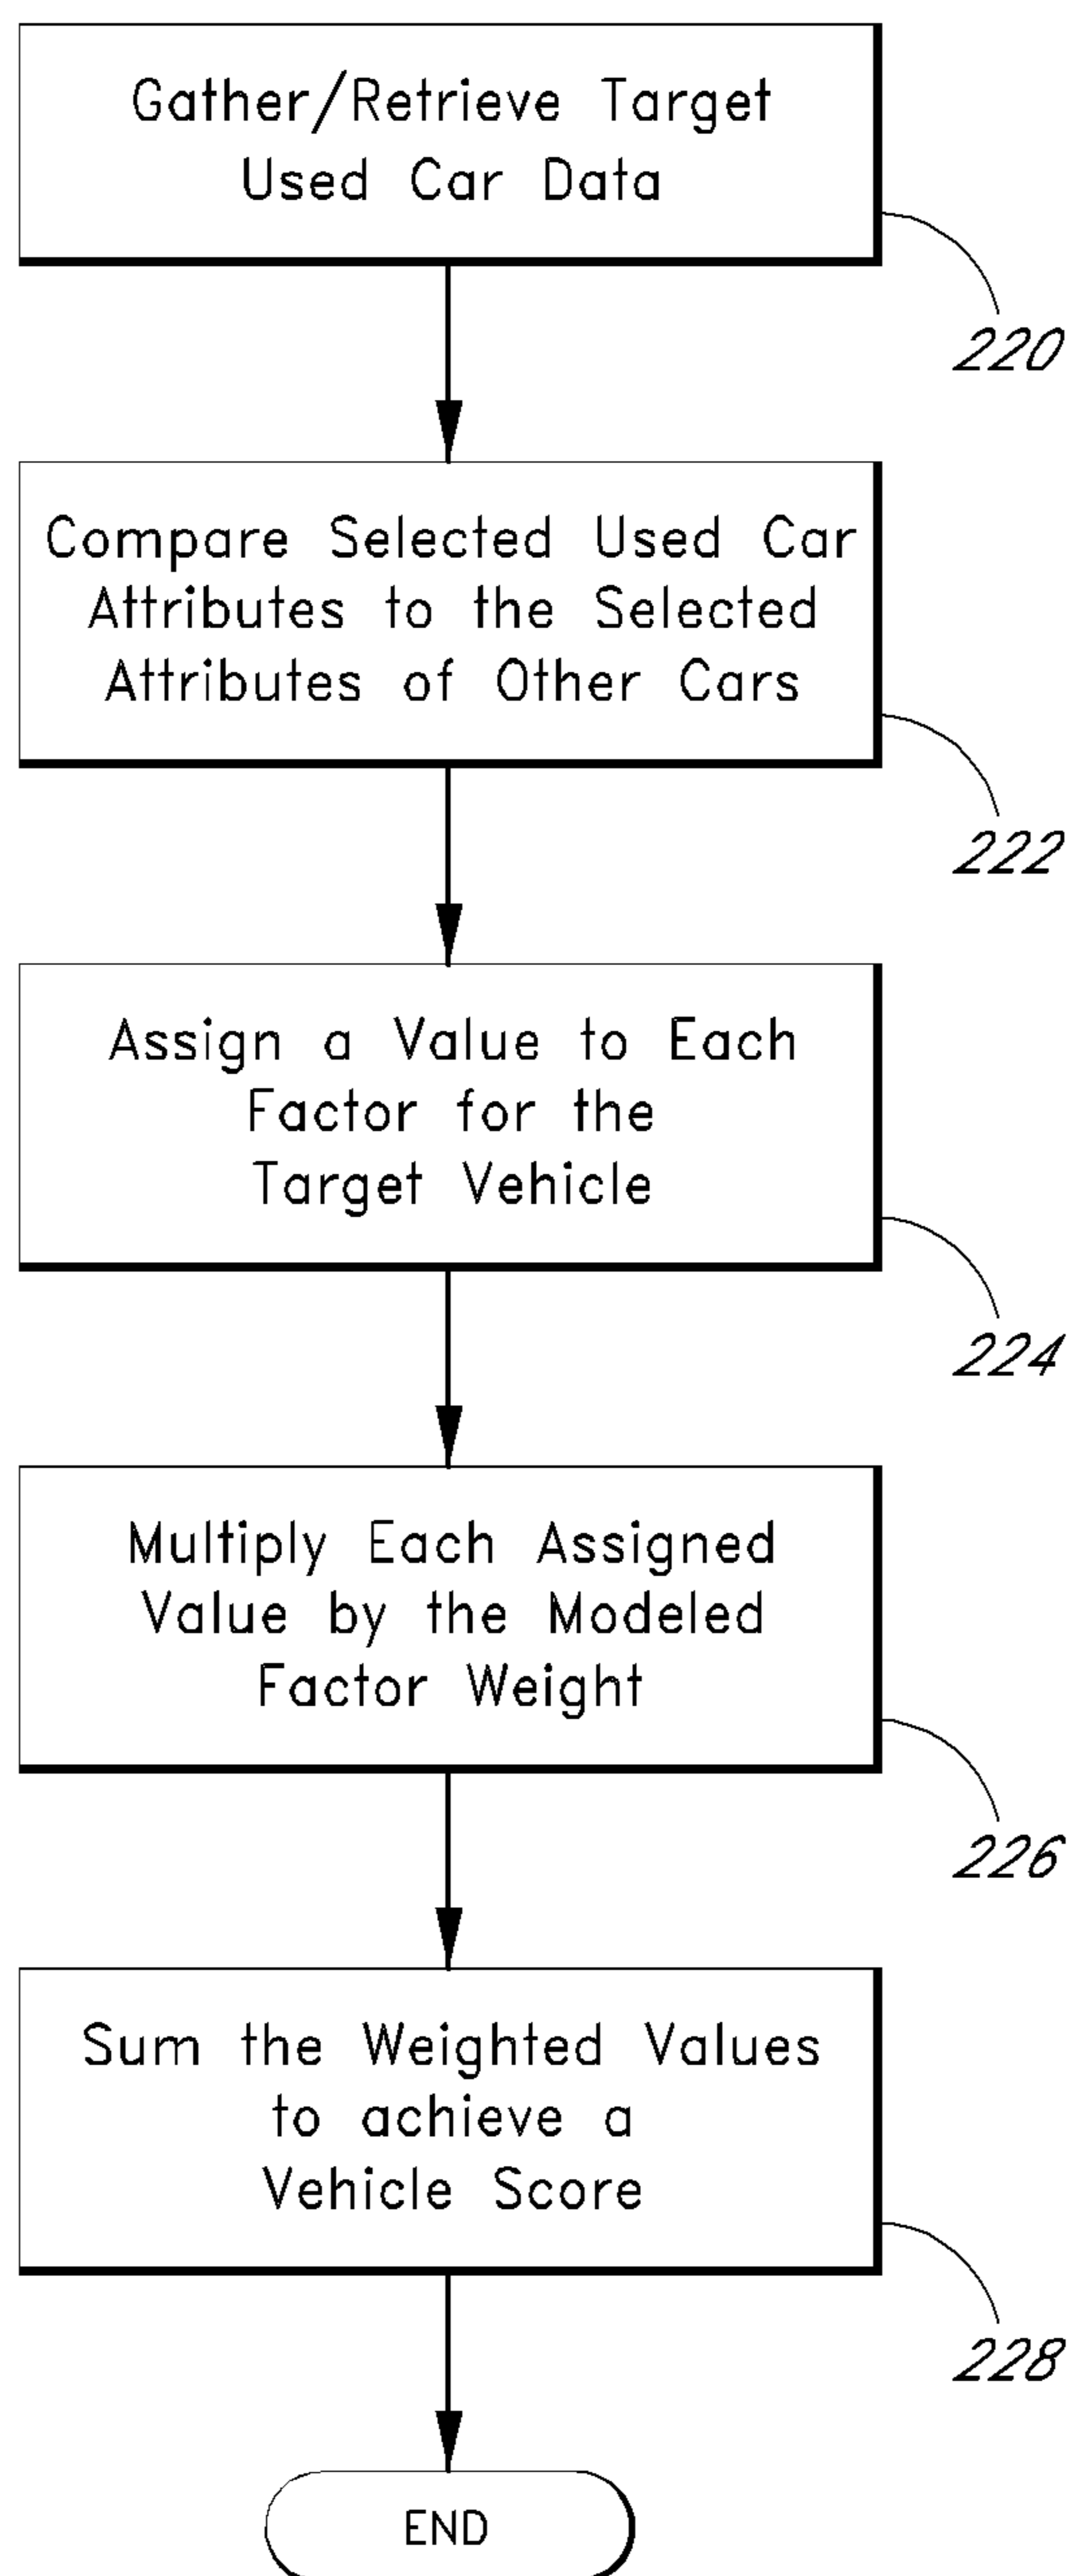 Gather/Retrieve Target
Used Car Data
220
Compare Selected Used Car
Attributes to the Selected
Attributes of Other Cars
222
Assign a Value to Each
Factor for the
Target Vehicle
224
Multiply Each Assigned
Value by the Modeled
Factor Weight
226
Sum the Weighted Values
to achieve a
Vehicle Score
228
END